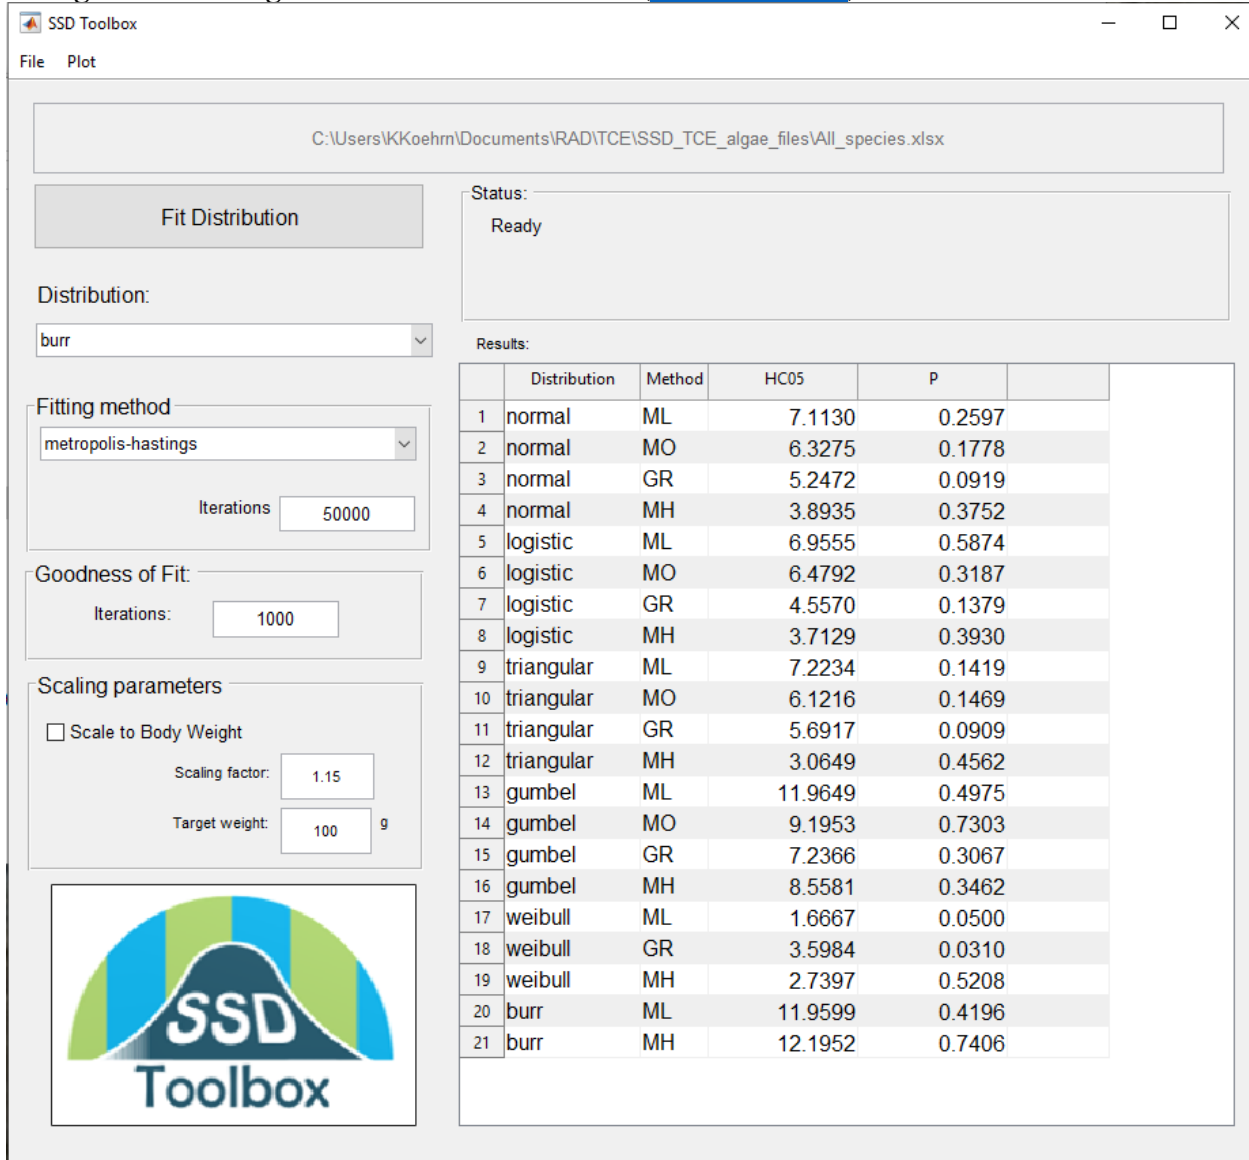 SSD Toolbox
File Plot
C:\Users\KKoehrn\Documents\RAD\TCE\SSD_TCE_algae_files\All_species.xlsx
Fit Distribution
Status:
Ready
Distribution:
burr
Fitting method
metropolis-hastings
Iterations 50000
Goodness of Fit:
Iterations: 1000
Scaling parameters
Scale to Body Weight
Scaling factor: 1.15
Target weight: 100 g
SSD
Toolbox
Results:
Distribution Method HC05 P
1 normal ML 7.1130 0.2597
2 normal MO 6.3275 0.1778
3 normal GR 5.2472 0.0919
4 normal MH 3.8935 0.3752
5 logistic ML 6.9555 0.5874
6 logistic MO 6.4792 0.3187
7 logistic GR 4.5570 0.1379
8 logistic MH 3.7129 0.3930
9 triangular ML 7.2234 0.1419
10 triangular MO 6.1216 0.1469
11 triangular GR 5.6917 0.0909
12 triangular MH 3.0649 0.4562
13 gumbel ML 11.9649 0.4975
14 gumbel MO 9.1953 0.7303
15 gumbel GR 7.2366 0.3067
16 gumbel MH 8.5581 0.3462
17 weibull ML 1.6667 0.0500
18 weibull GR 3.5984 0.0310
19 weibull MH 2.7397 0.5208
20 burr ML 11.9599 0.4196
21 burr MH 12.1952 0.7406